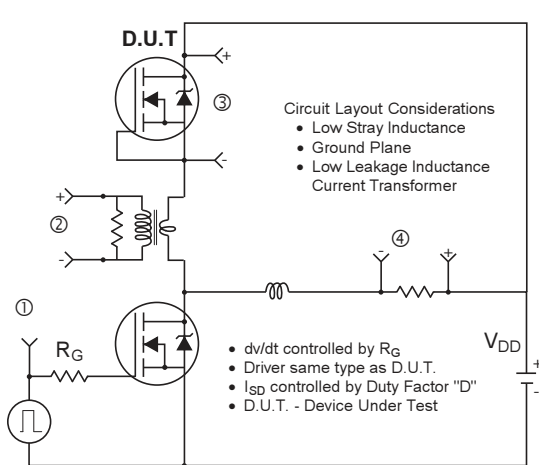 D.U.T
+
③
-
Circuit Layout Considerations
• Low Stray Inductance
• Ground Plane
• Low Leakage Inductance
Current Transformer
+
②
-
④
-
+
①
RG
VDD
+
-
• dv/dt controlled by RG
• Driver same type as D.U.T.
• ISD controlled by Duty Factor "D"
• D.U.T. - Device Under Test